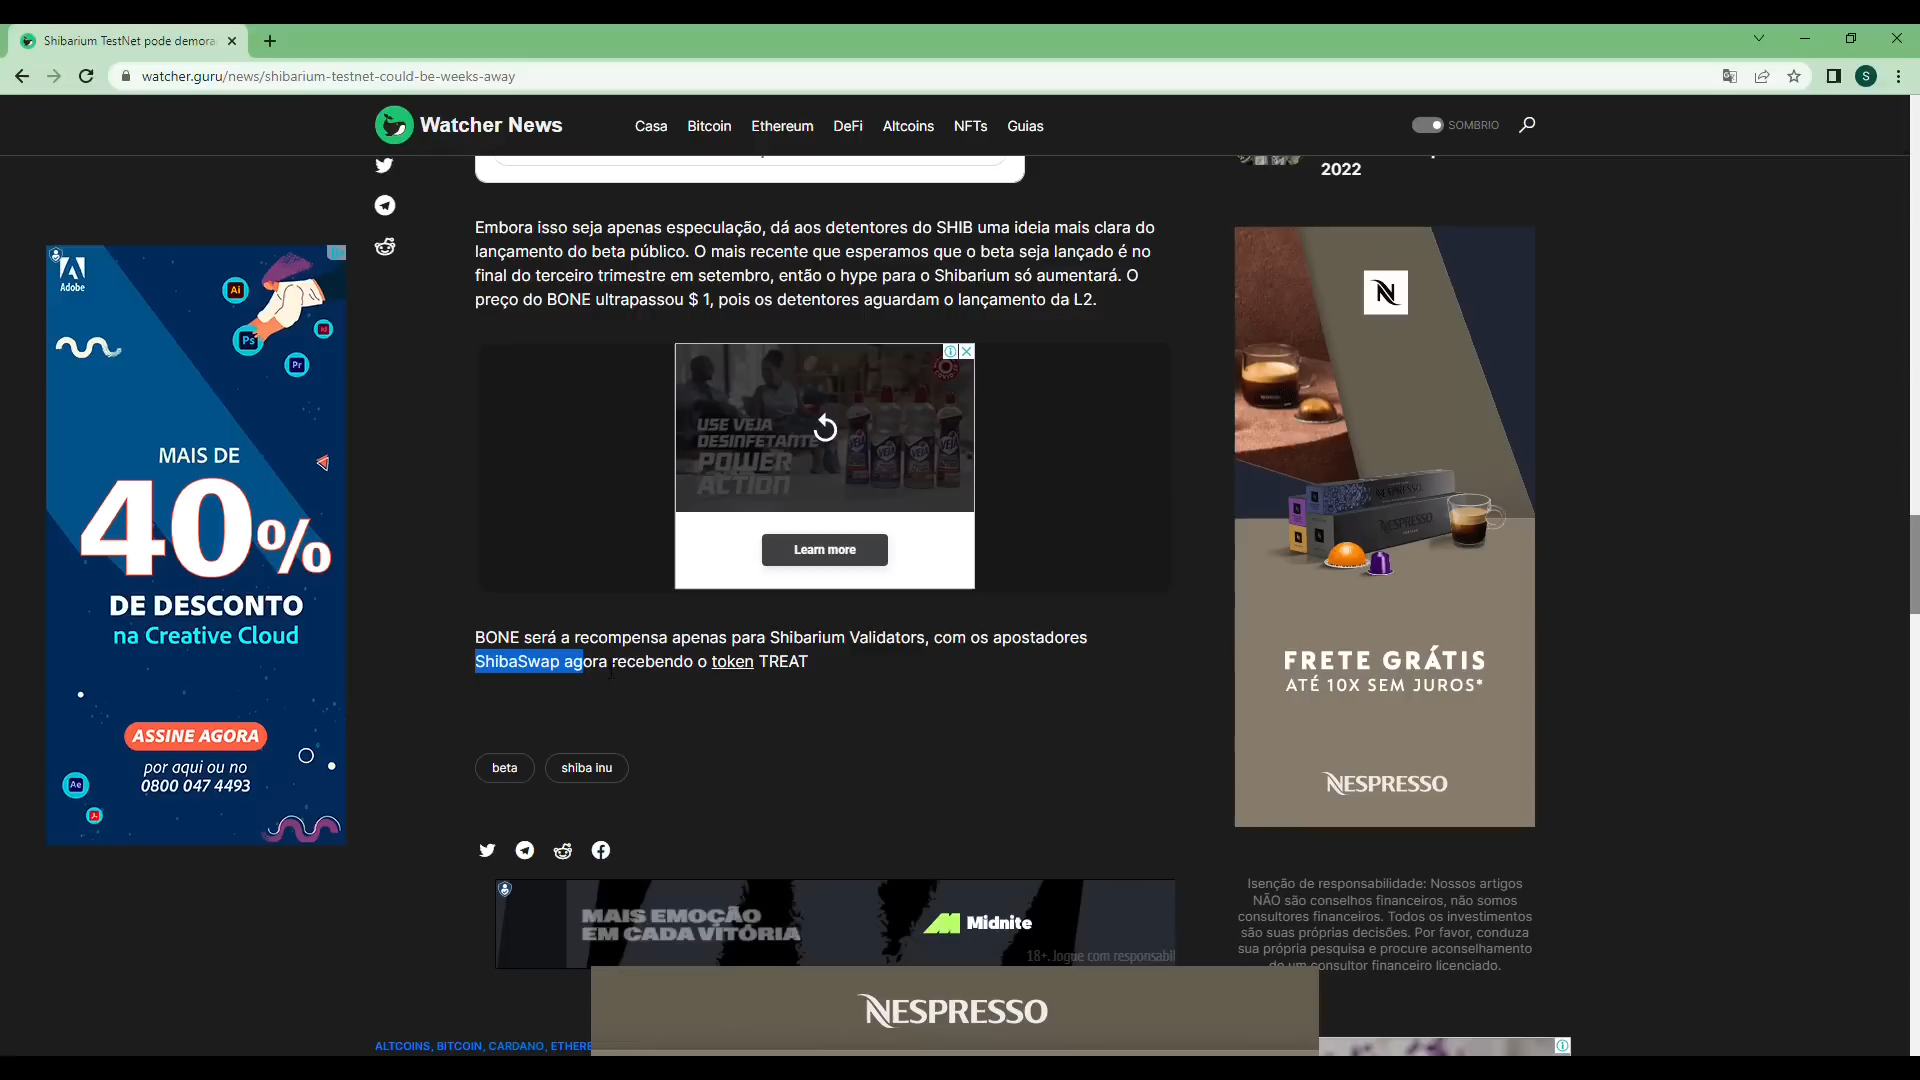 Shibarium TestNet pode demora
watcher.guru/news/shibarium-testnet-could-be-weeks-away
S
Watcher News
Casa
Bitcoin
Ethereum
DeFi
Altcoins
NFTs
Guias
SOMBRIO
2022
Embora isso seja apenas especulação, dá aos detentores do SHIB uma ideia mais clara do
lançamento do beta público. O mais recente que esperamos que o beta seja lançado é no
final do terceiro trimestre em setembro, então o hype para o Shibarium só aumentará. O
preço do BONE ultrapassou $ 1, pois os detentores aguardam o lançamento da L2.
Adobe
Ai
Ps
Id
Pr
MAIS DE
40%
DE DESCONTO
na Creative Cloud
ASSINE AGORA
por aqui ou no
0800 047 4493
Ae
USE VEJA
DESINFETANTE
POWER
ACTION
VEJA
Learn more
BONE será a recompensa apenas para Shibarium Validators, com os apostadores
ShibaSwap agora recebendo o token TREAT
beta
shiba inu
N
NESPRESSO
FRETE GRÁTIS
ATÉ 10X SEM JUROS*
NESPRESSO
MAIS EMOÇÃO
EM CADA VITÓRIA
Midnite
18+. Jogue com responsabil
Isenção de responsabilidade: Nossos artigos
NÃO são conselhos financeiros, não somos
consultores financeiros. Todos os investimentos
são suas próprias decisões. Por favor, conduza
sua própria pesquisa e procure aconselhamento
de um consultor financeiro licenciado.
NESPRESSO
ALTCOINS, BITCOIN, CARDANO, ETHERE